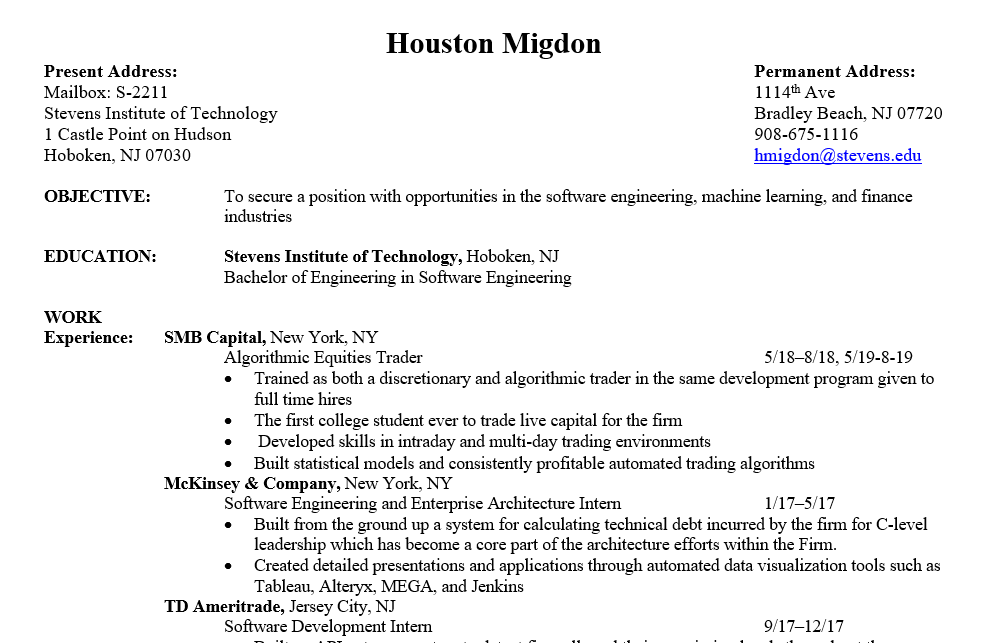 Houston Migdon
Present Address:
Mailbox: S-2211
Stevens Institute of Technology
1 Castle Point on Hudson
Hoboken, NJ 07030
Permanent Address:
1114th Ave
Bradley Beach, NJ 07720
908-675-1116
hmigdon@stevens.edu
OBJECTIVE: To secure a position with opportunities in the software engineering, machine learning, and finance
industries
EDUCATION: Stevens Institute of Technology, Hoboken, NJ
Bachelor of Engineering in Software Engineering
WORK
Experience: SMB Capital, New York, NY
Algorithmic Equities Trader 5/18–8/18, 5/19-8-19
• Trained as both a discretionary and algorithmic trader in the same development program given to
full time hires
• The first college student ever to trade live capital for the firm
• Developed skills in intraday and multi-day trading environments
• Built statistical models and consistently profitable automated trading algorithms
McKinsey & Company, New York, NY
Software Engineering and Enterprise Architecture Intern 1/17–5/17
• Built from the ground up a system for calculating technical debt incurred by the firm for C-level
leadership which has become a core part of the architecture efforts within the Firm.
• Created detailed presentations and applications through automated data visualization tools such as
Tableau, Alteryx, MEGA, and Jenkins
TD Ameritrade, Jersey City, NJ
Software Development Intern 9/17–12/17